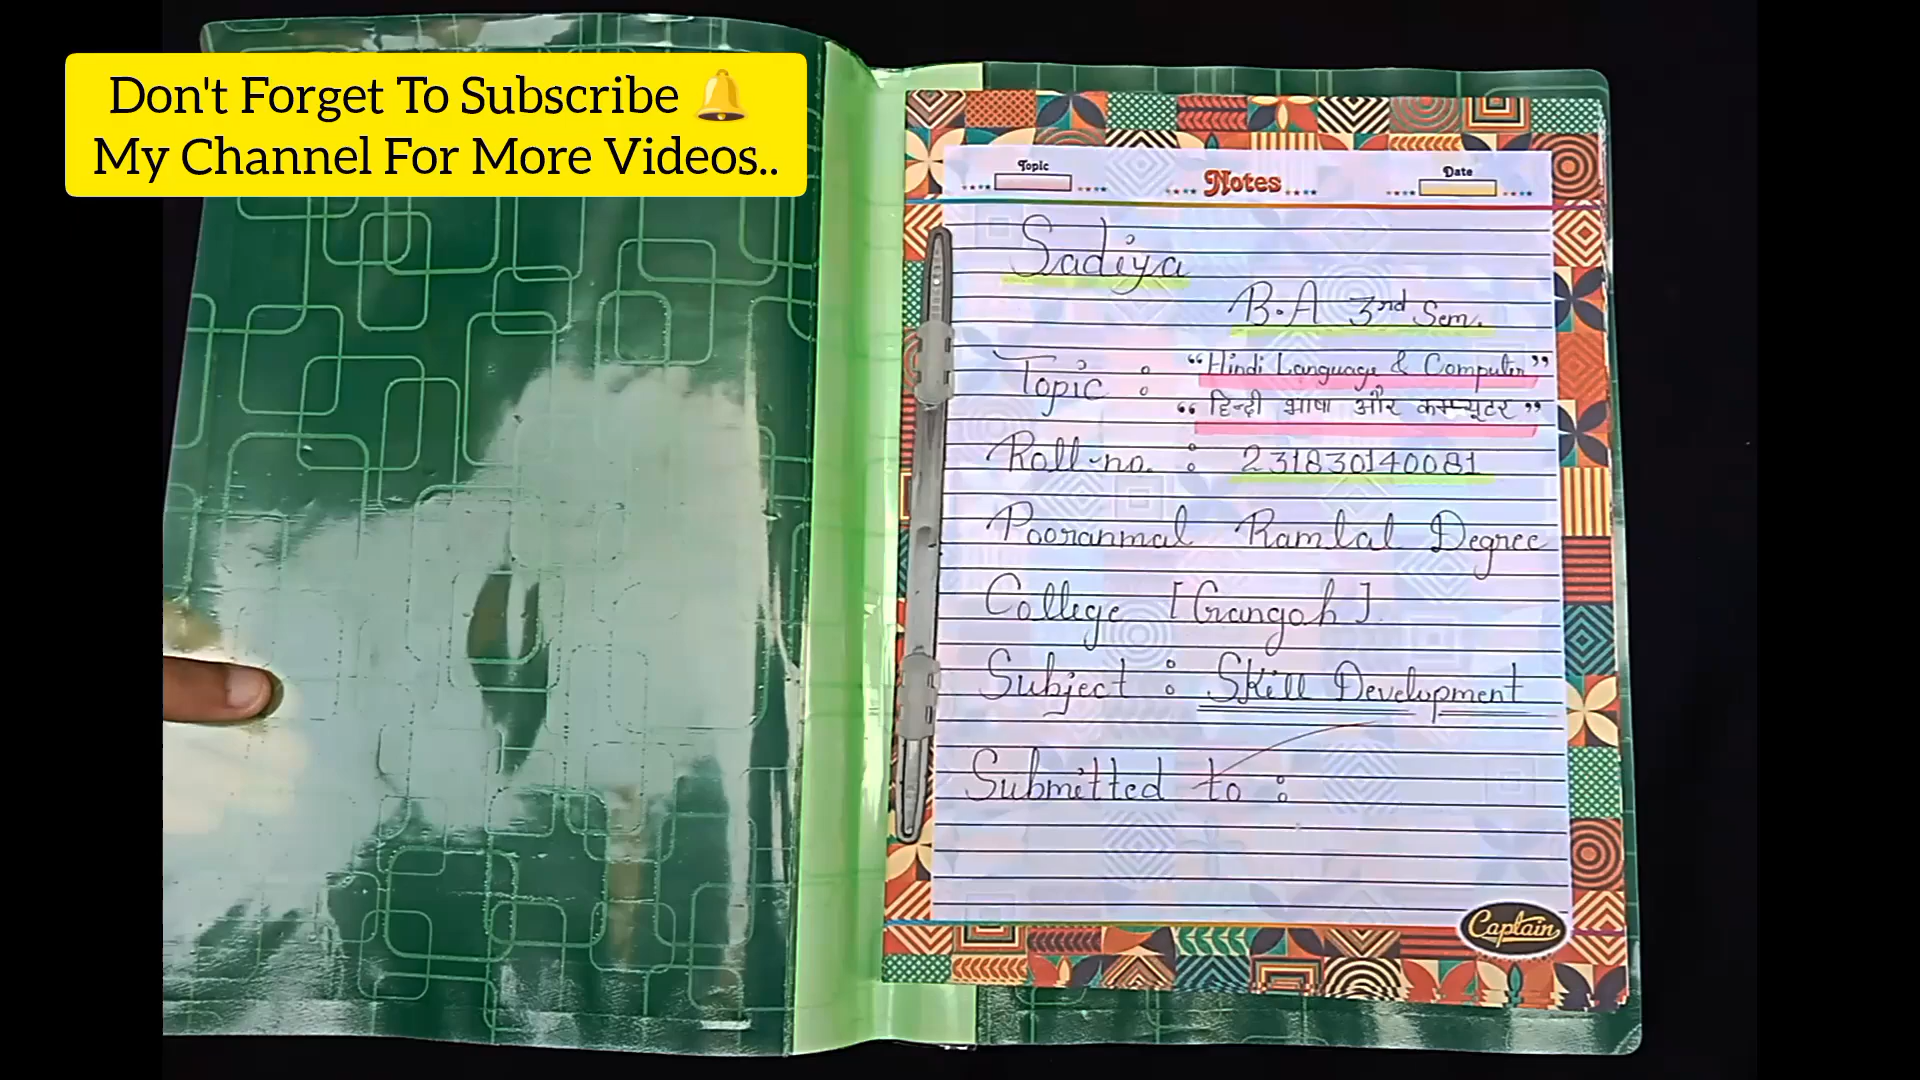 Don't Forget To Subscribe 🔔
My Channel For More Videos..
Topic
Notes
Date
Sadiya
B.A 3rd Sem.
Topic : "Hindi Language & Computer"
"हिन्दी भाषा और कम्प्यूटर"
Roll-no. : 231830140081
Pooranmal Ramlal Degree
College [Gangoh].
Subject : Skill Development
Submitted to :
Captain